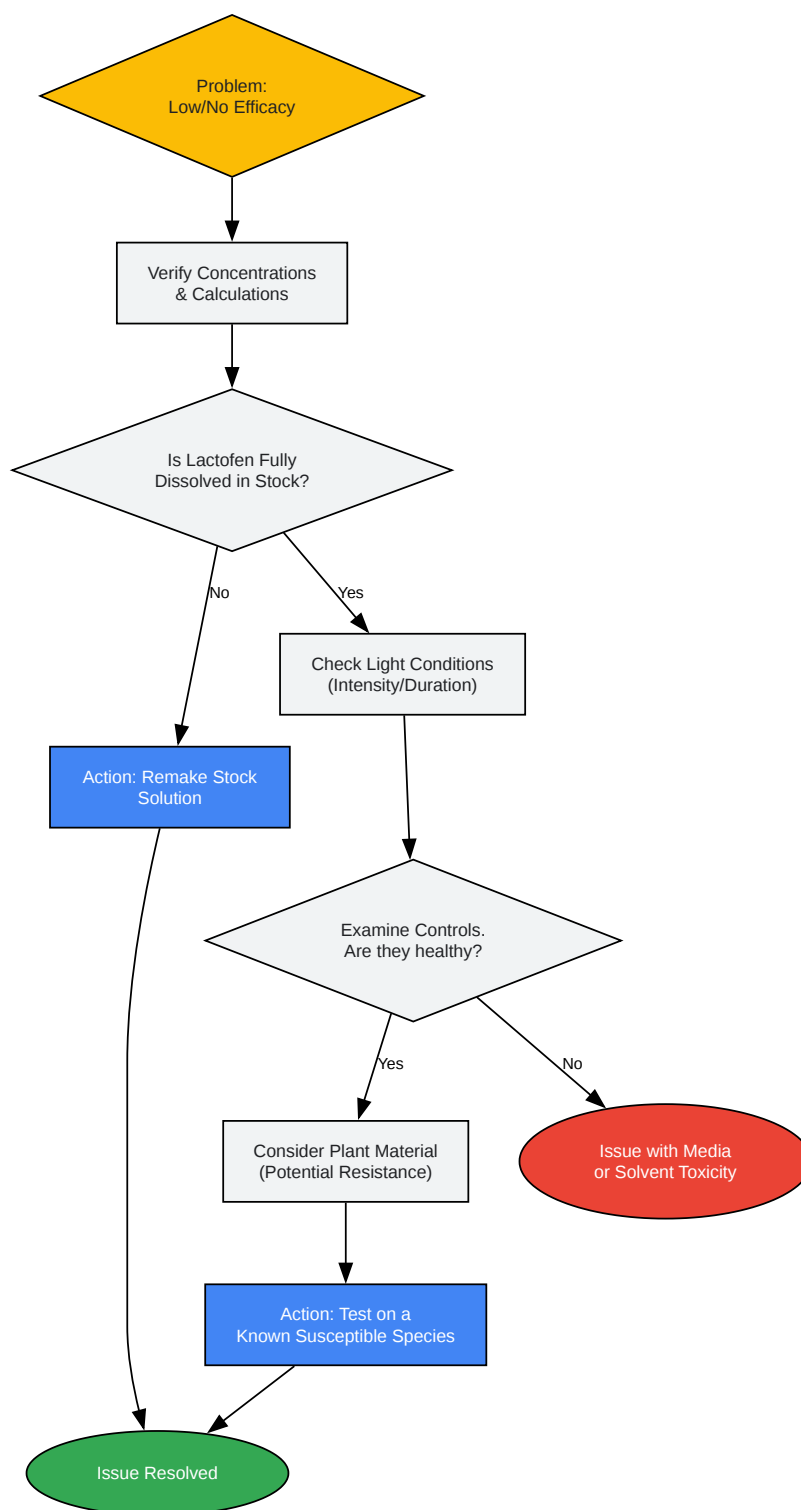 Problem:
Low/No Efficacy
Verify Concentrations
& Calculations
Is Lactofen Fully
Dissolved in Stock?
No
Yes
Check Light Conditions
(Intensity/Duration)
Action: Remake Stock
Solution
Examine Controls.
Are they healthy?
Yes
No
Consider Plant Material
(Potential Resistance)
Issue with Media
or Solvent Toxicity
Action: Test on a
Known Susceptible Species
Issue Resolved